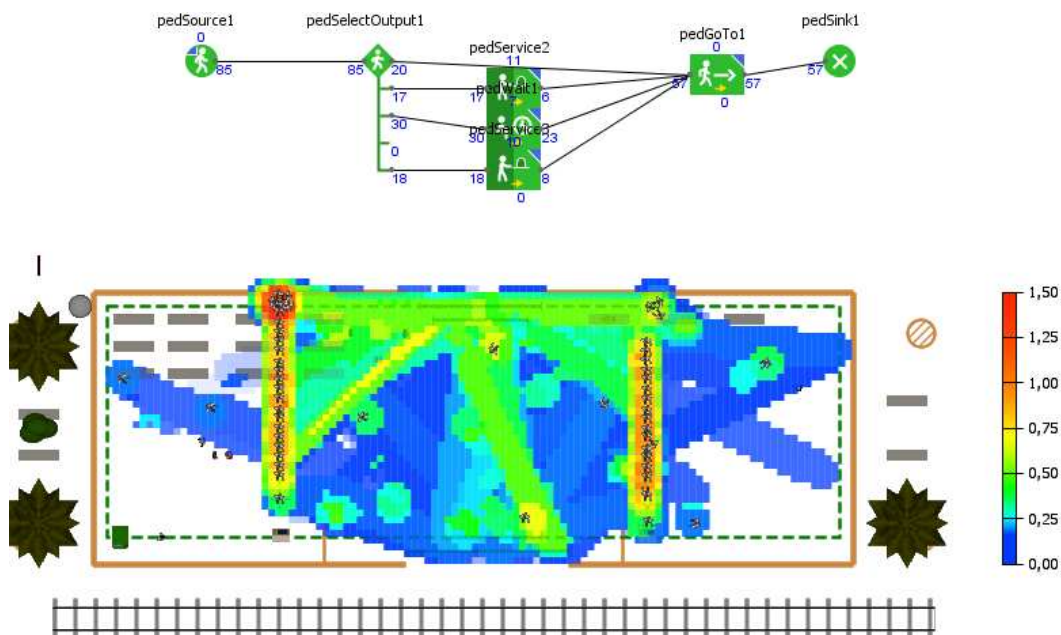 pedSource1 pedSelectOutput1 pedGoTo1 pedSink1
pedService2
0 11 0
85 85 20 57 57 57
pedWait1
17 17 7 6
0
30 30 23
pedService3
10
0
18 18 8
0
1,50
1,25
1,00
0,75
0,50
0,25
0,00